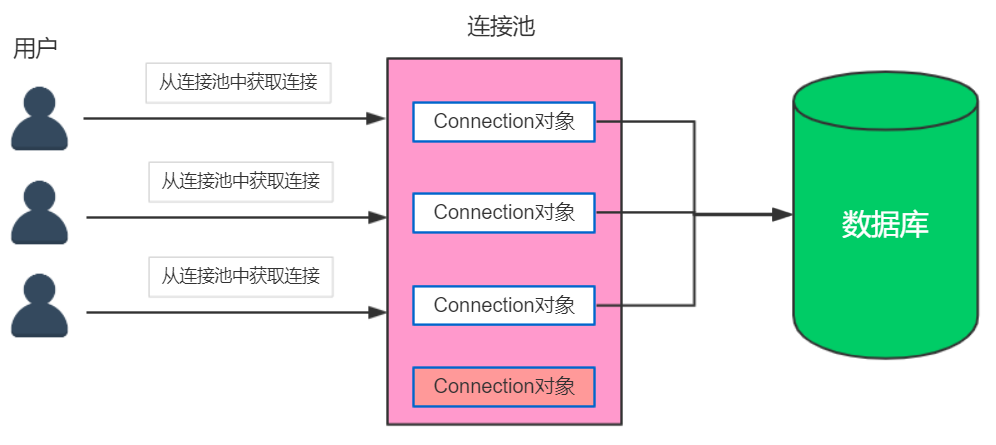 连接池
用户
从连接池中获取连接
Connection对象
从连接池中获取连接
Connection对象
数据库
从连接池中获取连接
Connection对象
Connection对象